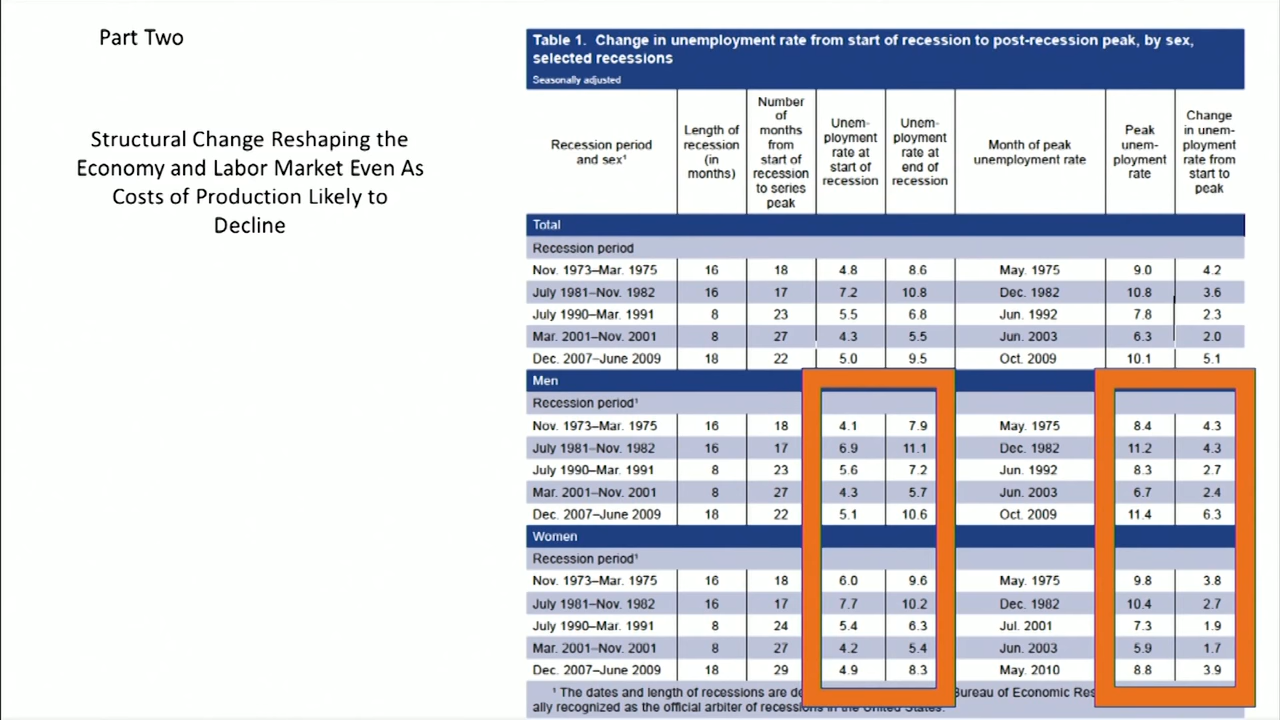 Part Two
Structural Change Reshaping the
Economy and Labor Market Even As
Costs of Production Likely to
Decline
Table 1. Change in unemployment rate from start of recession to post-recession peak, by sex,
selected recessions
Seasonally adjusted
Recession period
and sex¹
Length of
recession
(in
months)
Number
of
months
from
start of
recession
to series
peak
Unem-
ployment
rate at
start of
recession
Unem-
ployment
rate at
end of
recession
Month of peak
unemployment rate
Peak
unem-
ployment
rate
Change
in unem-
ployment
rate from
start to
peak
Total
Recession period
Nov. 1973–Mar. 1975 16 18 4.8 8.6 May. 1975 9.0 4.2
July 1981–Nov. 1982 16 17 7.2 10.8 Dec. 1982 10.8 3.6
July 1990–Mar. 1991 8 23 5.5 6.8 Jun. 1992 7.8 2.3
Mar. 2001–Nov. 2001 8 27 4.3 5.5 Jun. 2003 6.3 2.0
Dec. 2007–June 2009 18 22 5.0 9.5 Oct. 2009 10.1 5.1
Men
Recession period¹
Nov. 1973–Mar. 1975 16 18 4.1 7.9 May. 1975 8.4 4.3
July 1981–Nov. 1982 16 17 6.9 11.1 Dec. 1982 11.2 4.3
July 1990–Mar. 1991 8 23 5.6 7.2 Jun. 1992 8.3 2.7
Mar. 2001–Nov. 2001 8 27 4.3 5.7 Jun. 2003 6.7 2.4
Dec. 2007–June 2009 18 22 5.1 10.6 Oct. 2009 11.4 6.3
Women
Recession period¹
Nov. 1973–Mar. 1975 16 18 6.0 9.6 May. 1975 9.8 3.8
July 1981–Nov. 1982 16 17 7.7 10.2 Dec. 1982 10.4 2.7
July 1990–Mar. 1991 8 24 5.4 6.3 Jul. 2001 7.3 1.9
Mar. 2001–Nov. 2001 8 27 4.2 5.4 Jun. 2003 5.9 1.7
Dec. 2007–June 2009 18 29 4.9 8.3 May. 2010 8.8 3.9
¹ The dates and length of recessions are Bureau of Economic
ally recognized as the official arbiter of recessions in the United States.